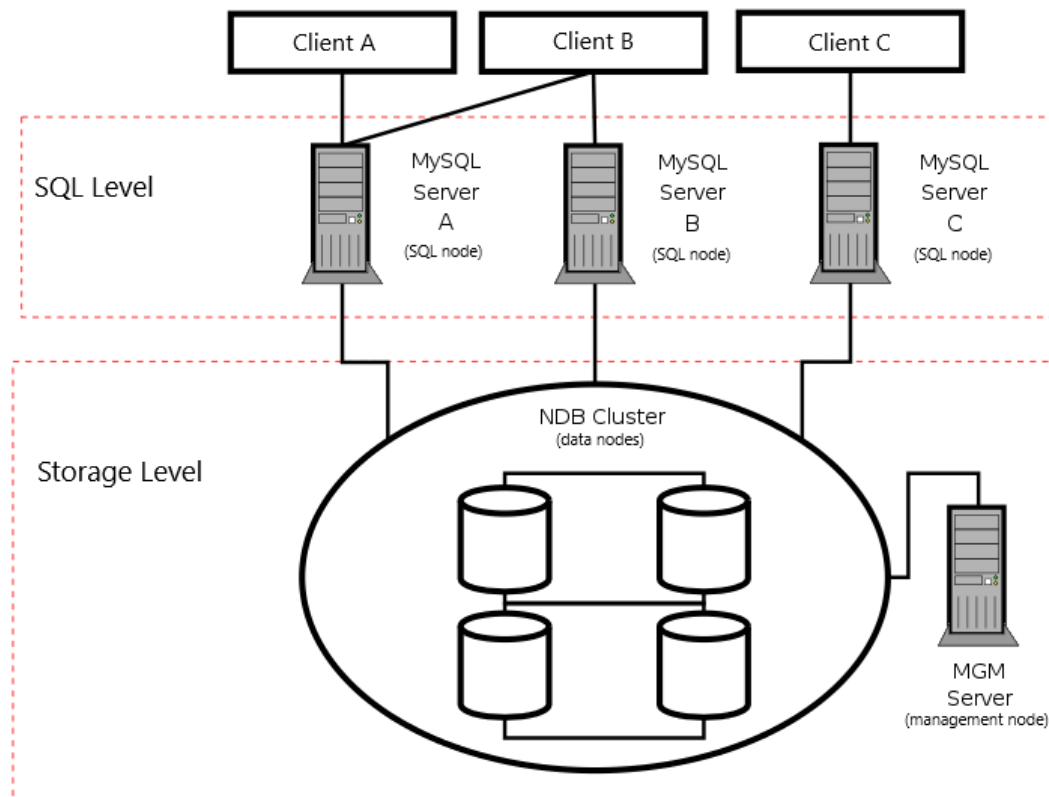 Client A
Client B
Client C
SQL Level
MySQL
Server
A
(SQL node)
MySQL
Server
B
(SQL node)
MySQL
Server
C
(SQL node)
Storage Level
NDB Cluster
(data nodes)
MGM
Server
(management node)